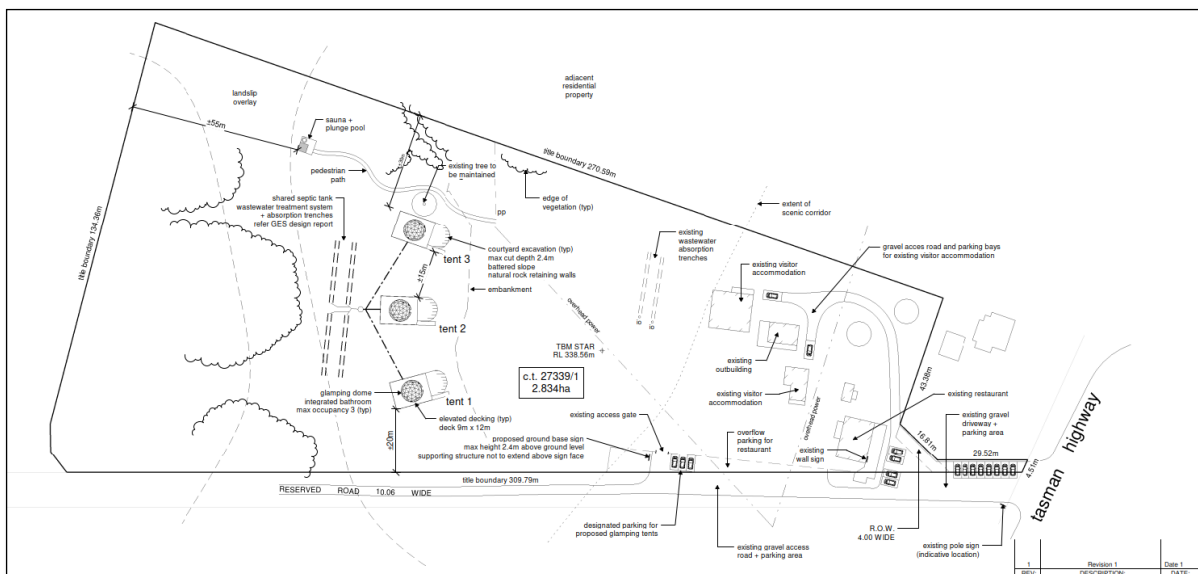 landslip
overlay
adjacent
residential
property
±55m
sauna +
plunge pool
pedestrian
path
existing tree to
be maintained
title boundary 270.59m
edge of
vegetation (typ)
extent of
scenic corridor
pp
shared septic tank
wastewater treatment system
+ absorption trenches
refer GES design report
title boundary 134.36m
tent 3
courtyard excavation (typ)
max cut depth 2.4m
battered slope
natural rock retaining walls
±15m
embankment
existing
wastewater
absorption
trenches
existing visitor
accommodation
gravel acces road and parking bays
for existing visitor accommodation
tent 2
overhead power
TBM STAR
RL 338.56m
existing
outbuilding
c.t. 27339/1
2.834ha
glamping dome
integrated bathroom
max occupancy 3 (typ)
tent 1
elevated decking (typ)
deck 9m x 12m
±20m
existing visitor
accommodation
overhead power
43.38m
existing restaurant
existing access gate
proposed ground base sign
max height 2.4m above ground level
supporting structure not to extend above sign face
overflow
parking for
restaurant
existing
wall sign
16.81m
existing gravel
driveway +
parking area
29.52m
4.51m
tasman highway
title boundary 309.79m
RESERVED ROAD 10.06 WIDE
designated parking for
proposed glamping tents
existing gravel access
road + parking area
R.O.W.
4.00 WIDE
existing pole sign
(indicative location)
1 Revision 1 Date 1
REV: DESCRIPTION: DATE: